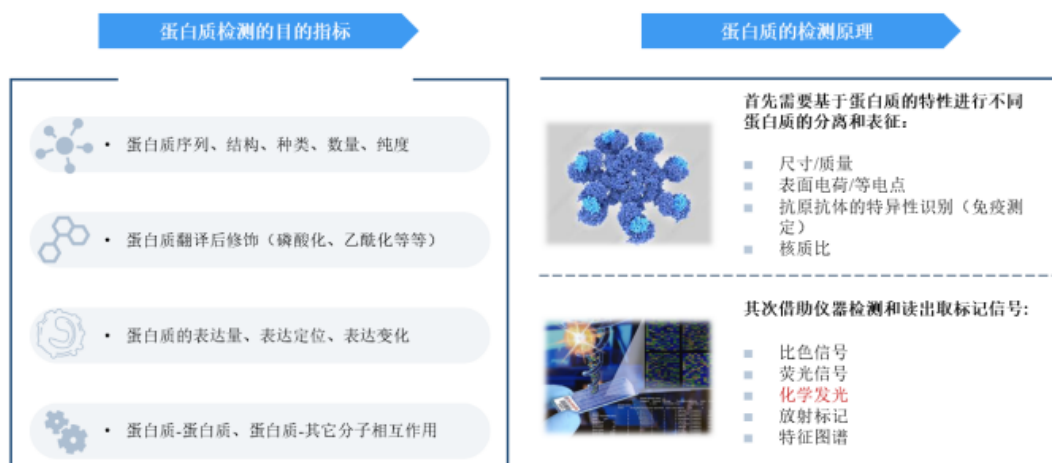 蛋白质检测的目的指标
蛋白质序列、结构、种类、数量、纯度
蛋白质翻译后修饰（磷酸化、乙酰化等等）
蛋白质的表达量、表达定位、表达变化
蛋白质-蛋白质、蛋白质-其它分子相互作用
蛋白质的检测原理
首先需要基于蛋白质的特性进行不同
蛋白质的分离和表征：
尺寸/质量
表面电荷/等电点
抗原抗体的特异性识别（免疫测
定）
核质比
其次借助仪器检测和读出取标记信号：
比色信号
荧光信号
化学发光
放射标记
特征图谱